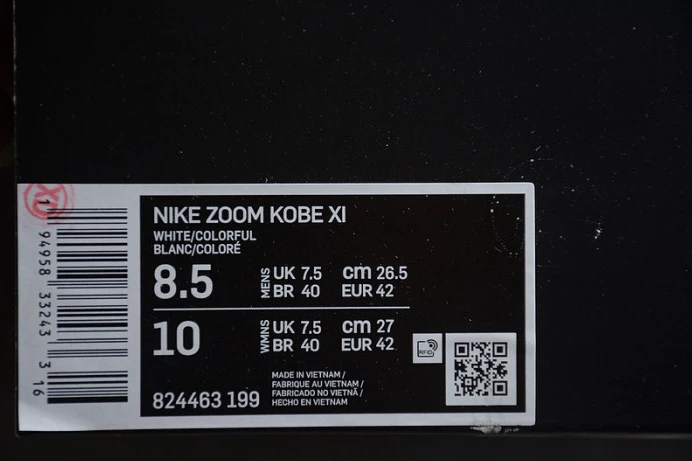 NIKE ZOOM KOBE XI
WHITE/COLORFUL
BLANC/COLORÉ
8.5 MENS UK 7.5 cm 26.5
BR 40 EUR 42
10 WMNS UK 7.5 cm 27
BR 40 EUR 42
RFID
MADE IN VIETNAM /
FABRIQUE AU VIETNAM /
FABRICADO NO VIETNÃ /
HECHO EN VIETNAM
824463 199
1 94958 33243 3 16